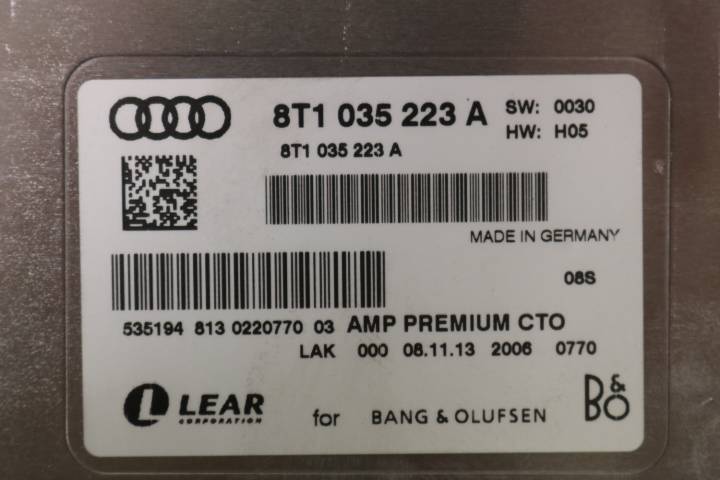 8T1 035 223 A SW: 0030
HW: H05
8T1 035 223 A
MADE IN GERMANY
08S
535194 813 0220770 03 AMP PREMIUM CTO
LAK 000 08.11.13 2006 0770
LEAR
CORPORATION
for BANG & OLUFSEN B&O